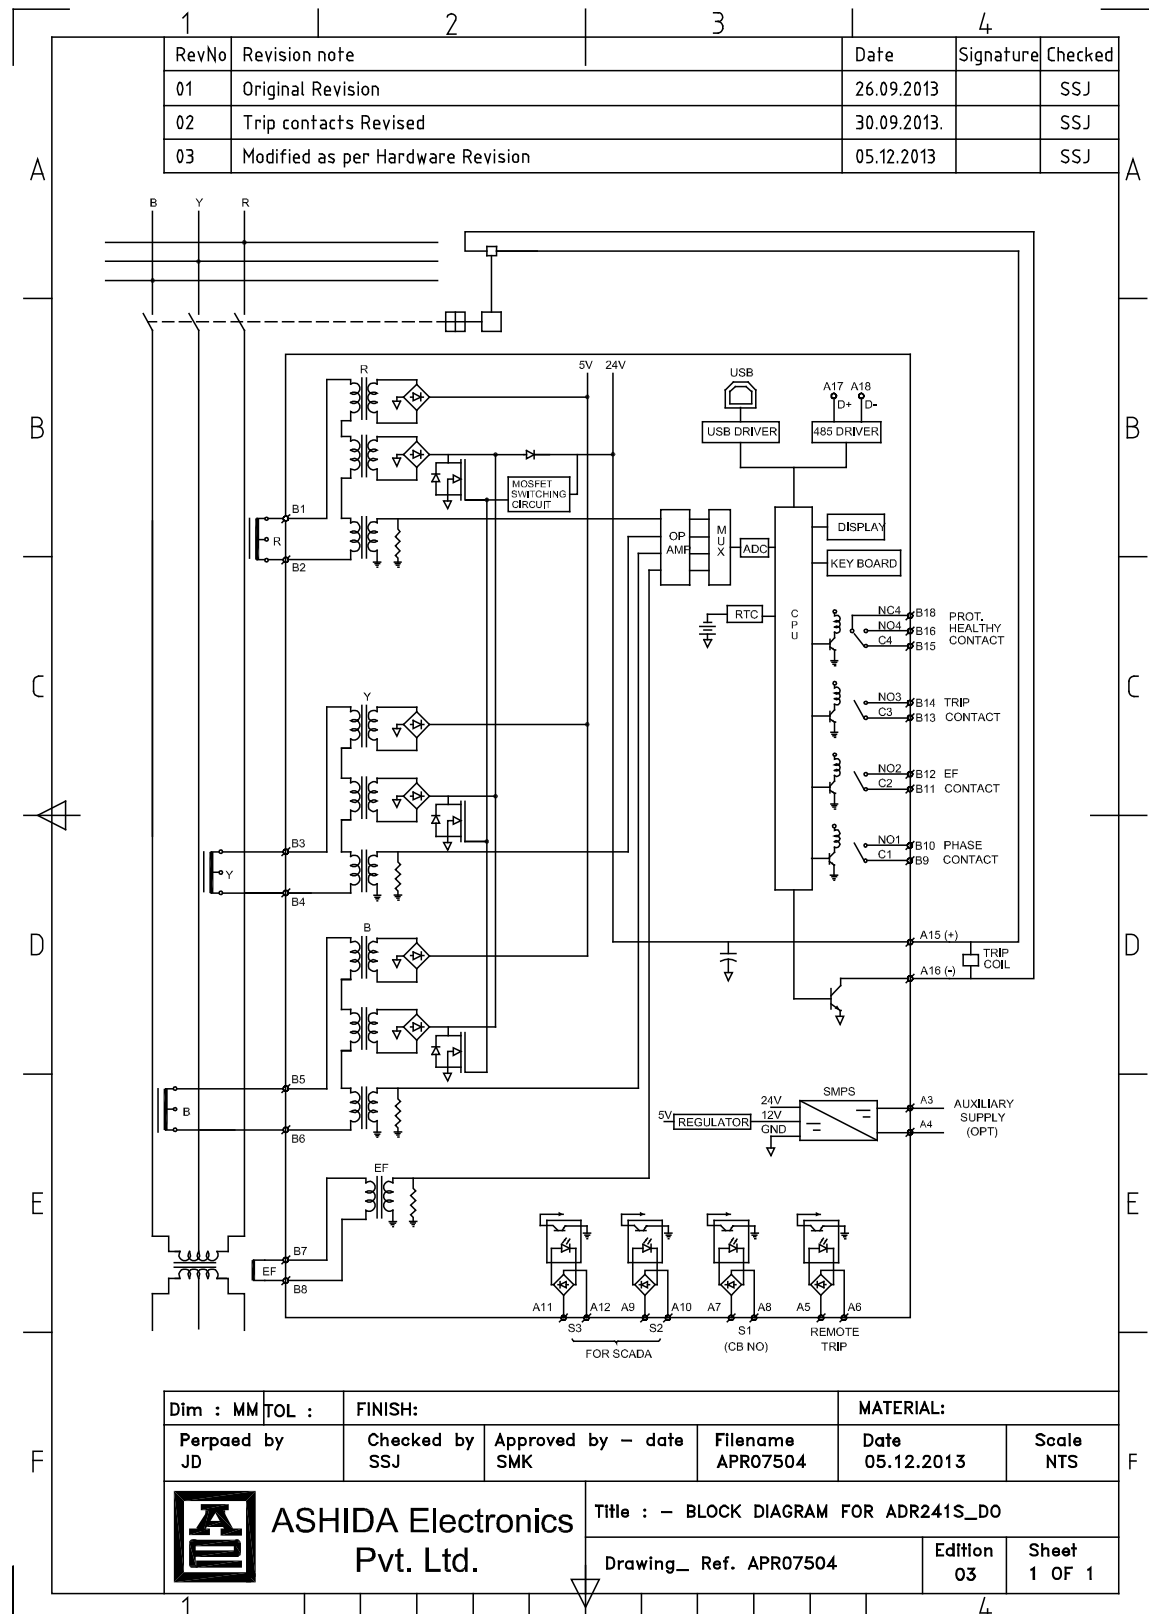 1 2 3 4
RevNo Revision note Date Signature Checked
01 Original Revision 26.09.2013 SSJ
02 Trip contacts Revised 30.09.2013. SSJ
03 Modified as per Hardware Revision 05.12.2013 SSJ
A A
B Y R
5V 24V
R
USB
A17 A18
D+ D-
USB DRIVER 485 DRIVER
B B
MOSFET
SWITCHING
CIRCUIT
B1
R
B2
OP
AMP
MUX
ADC
DISPLAY
KEY BOARD
RTC
CPU
NC4 B18 PROT.
NO4 B16 HEALTHY
C4 B15 CONTACT
C C
Y
NO3 B14 TRIP
C3 B13 CONTACT
NO2 B12 EF
C2 B11 CONTACT
B3
Y
B4
NO1 B10 PHASE
C1 B9 CONTACT
D D
B
A15 (+)
TRIP
COIL
A16 (-)
B5
B
B6
SMPS
24V
5V REGULATOR 12V
GND
A3 AUXILIARY
SUPPLY
A4 (OPT)
E E
EF
B7
EF
B8
A11 A12 A9 A10 A7 A8 A5 A6
S3 S2 S1 REMOTE
FOR SCADA (CB NO) TRIP
Dim : MM TOL : FINISH: MATERIAL:
Perpaed by Checked by Approved by - date Filename Date Scale
JD SSJ SMK APR07504 05.12.2013 NTS
F F
ASHIDA Electronics
Pvt. Ltd.
Title : - BLOCK DIAGRAM FOR ADR241S_DO
Drawing_ Ref. APR07504
Edition Sheet
03 1 OF 1
1 4